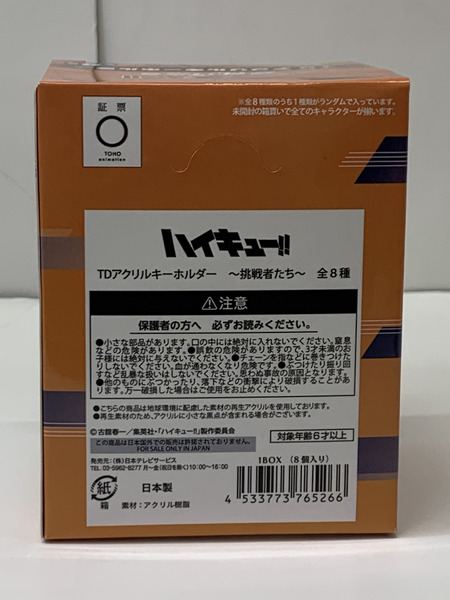 証票
TOHO
animation
※全8種類のうち1種類がランダムで入っています。
未開封の箱買いで全てのキャラクターが揃います。
ハイキュー!!
TDアクリルキーホルダー 〜挑戦者たち〜 全8種
⚠注意
保護者の方へ 必ずお読みください。
●小さな部品があります。口の中には絶対に入れないでください。窒息
などの危険があります。●誤飲の危険がありますので、3才未満のお
子様には絶対に与えないでください。●チェーンを指などに巻きつけた
りしないでください。血が通わなくなり危険です。●ぶつけたり振り回
すなど乱暴な扱いはしないでください。思わぬ事故の原因となります。
●他のものにぶつかったり、落下などの衝撃により破損することがあり
ます。万一破損した場合はご使用をお止めください。
●こちらの商品は地球環境に配慮した素材の再生アクリルを使用しております。
●再生素材のため、アクリルに小さな気泡、点が含まれる場合がございます。
©古舘春一/集英社・「ハイキュー!!」製作委員会
この商品は日本国外での販売は許諾されておりません。
FOR SALE ONLY IN JAPAN
対象年齢6才以上
発売元:(株)日本テレビサービス
TEL 03-5962-8277 月〜金(祝日を除く)10:00〜16:00
1BOX (8個入り)
紙
箱
日本製
素材:アクリル樹脂
4 533773 765266